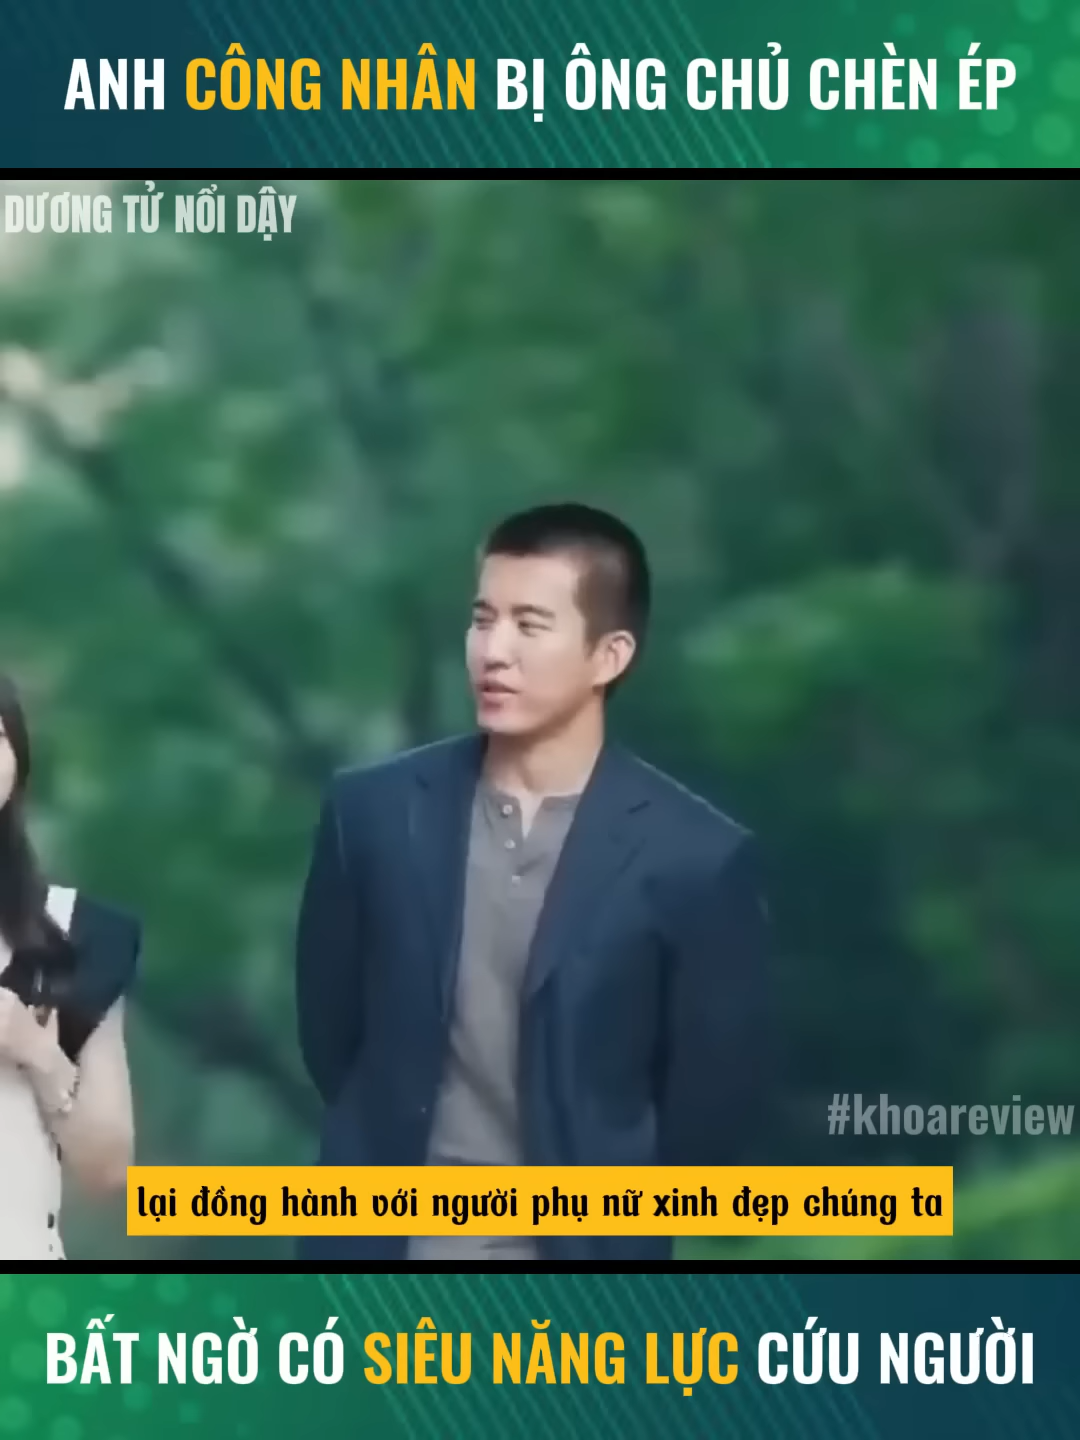 ANH CÔNG NHÂN BỊ ÔNG CHỦ CHÈN ÉP
DƯƠNG TỬ NỔI DẬY
#khoareview
lại đồng hành với người phụ nữ xinh đẹp chúng ta
BẤT NGỜ CÓ SIÊU NĂNG LỰC CỨU NGƯỜI